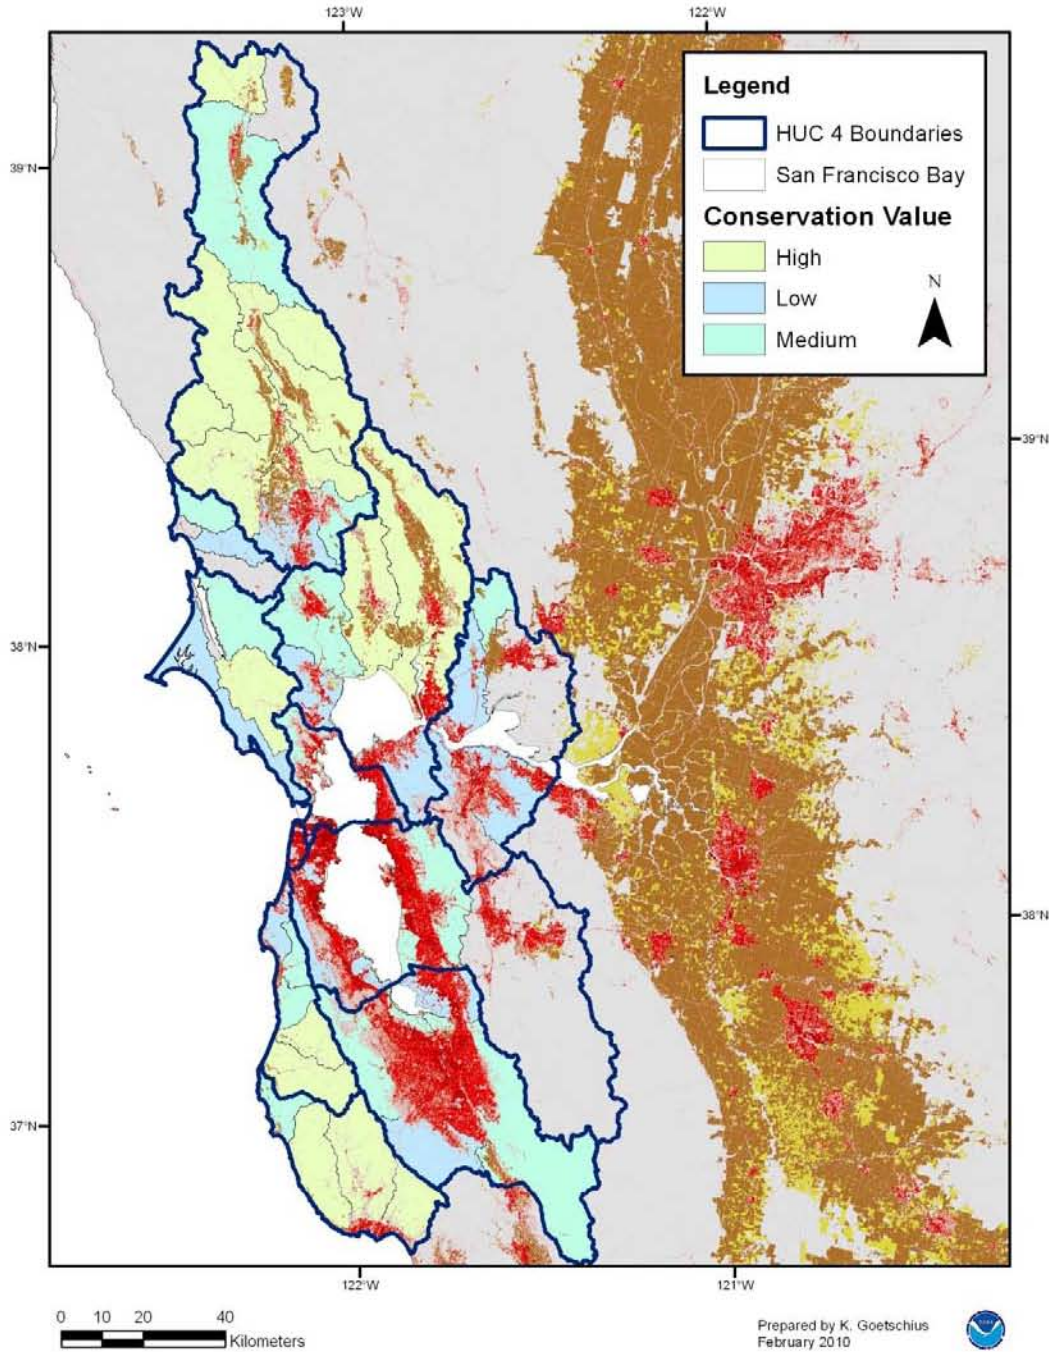 123°W
122°W
Legend
HUC 4 Boundaries
San Francisco Bay
Conservation Value
High
Low
Medium
N
39°N
39°N
38°N
38°N
37°N
122°W
121°W
0 10 20 40
Kilometers
Prepared by K. Goetschius
February 2010